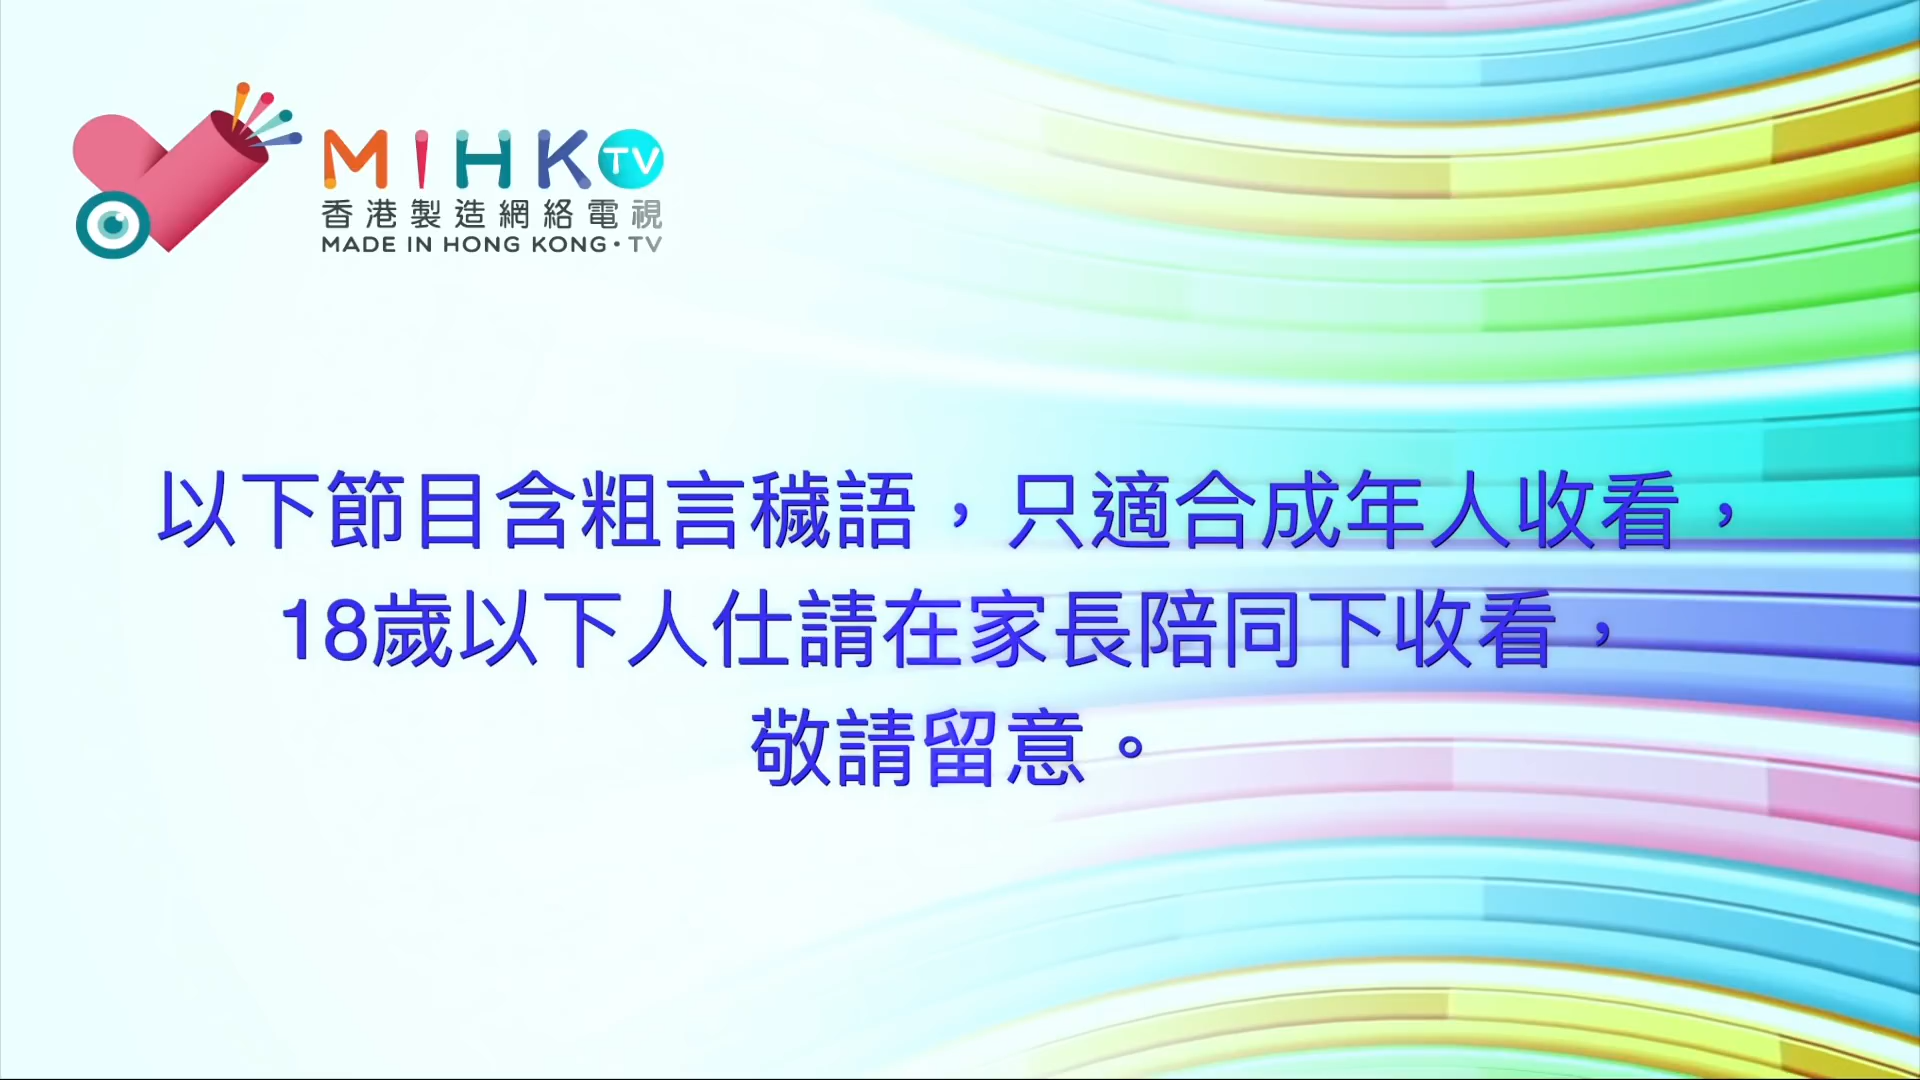 MIHK TV
香港製造網絡電視
MADE IN HONG KONG•TV
以下節目含粗言穢語，只適合成年人收看，
18歲以下人仕請在家長陪同下收看，
敬請留意。